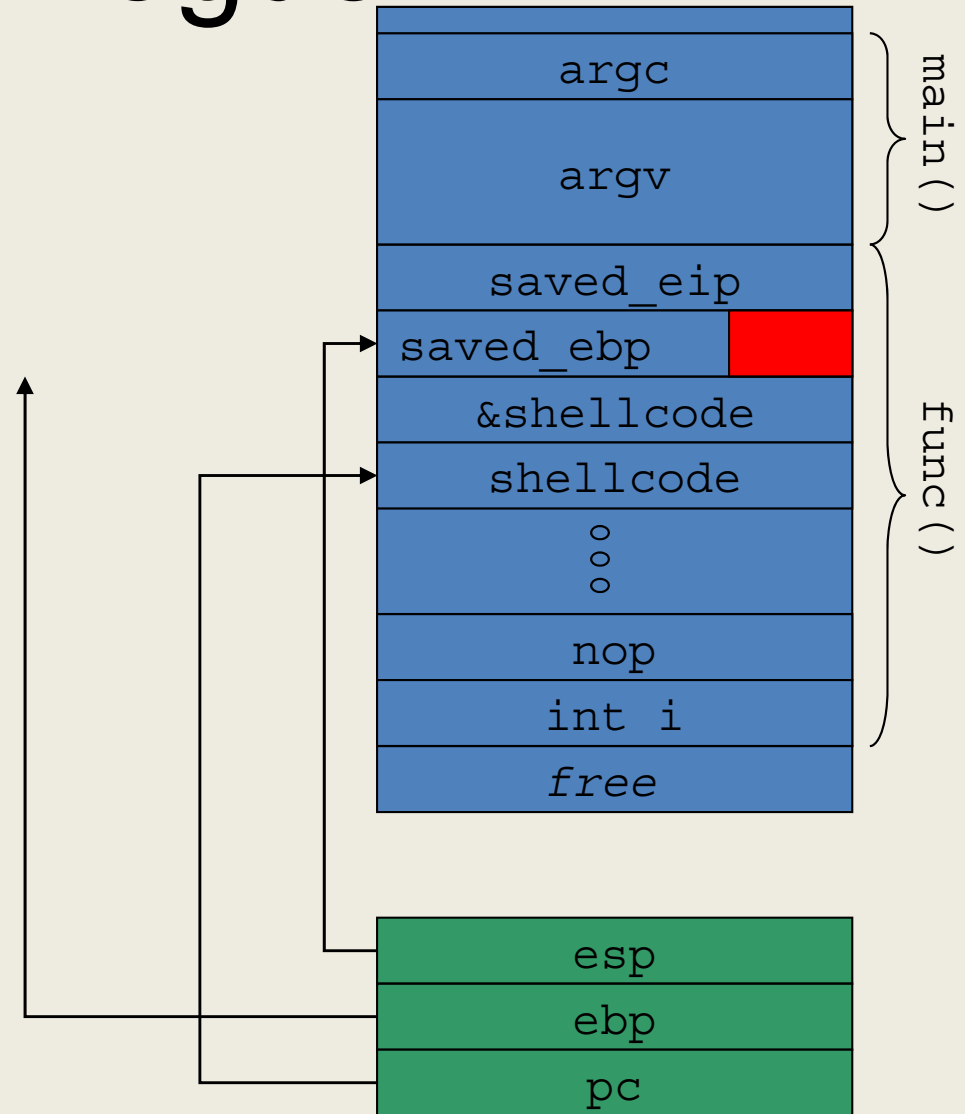 argc
argv
main()
saved_eip
saved_ebp
&shellcode
shellcode
func()
nop
int i
free
esp
ebp
pc